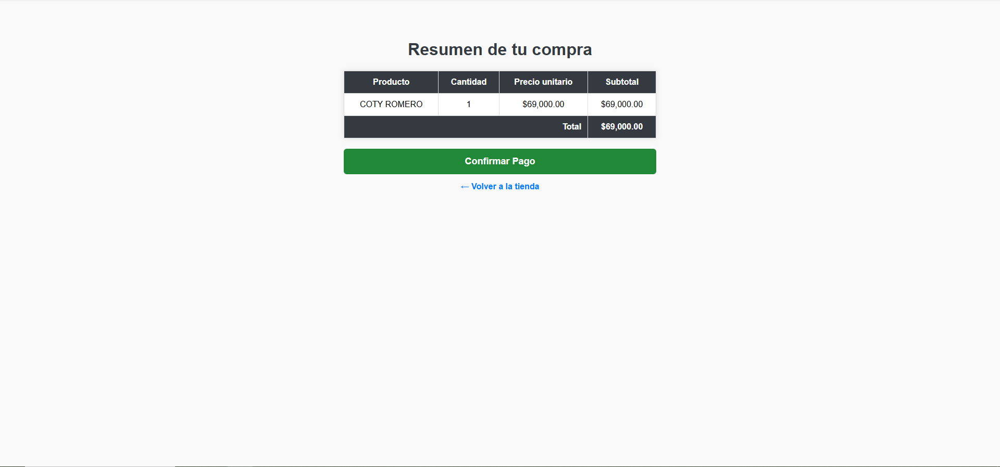 Resumen de tu compra
Producto Cantidad Precio unitario Subtotal
COTY ROMERO 1 $69,000.00 $69,000.00
Total $69,000.00
Confirmar Pago
← Volver a la tienda